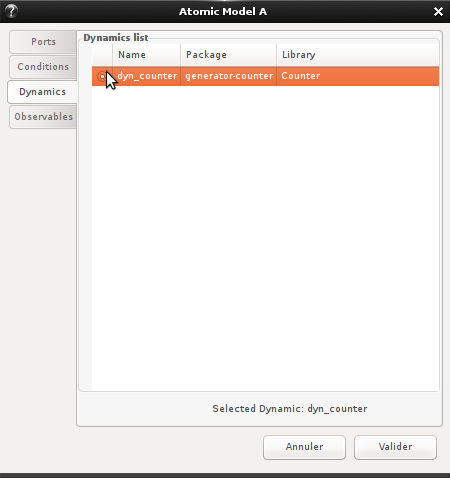 Atomic Model A
Ports
Conditions
Dynamics
Observables
Dynamics list
Name Package Library
dyn_counter generator-counter Counter
Selected Dynamic: dyn_counter
Annuler Valider